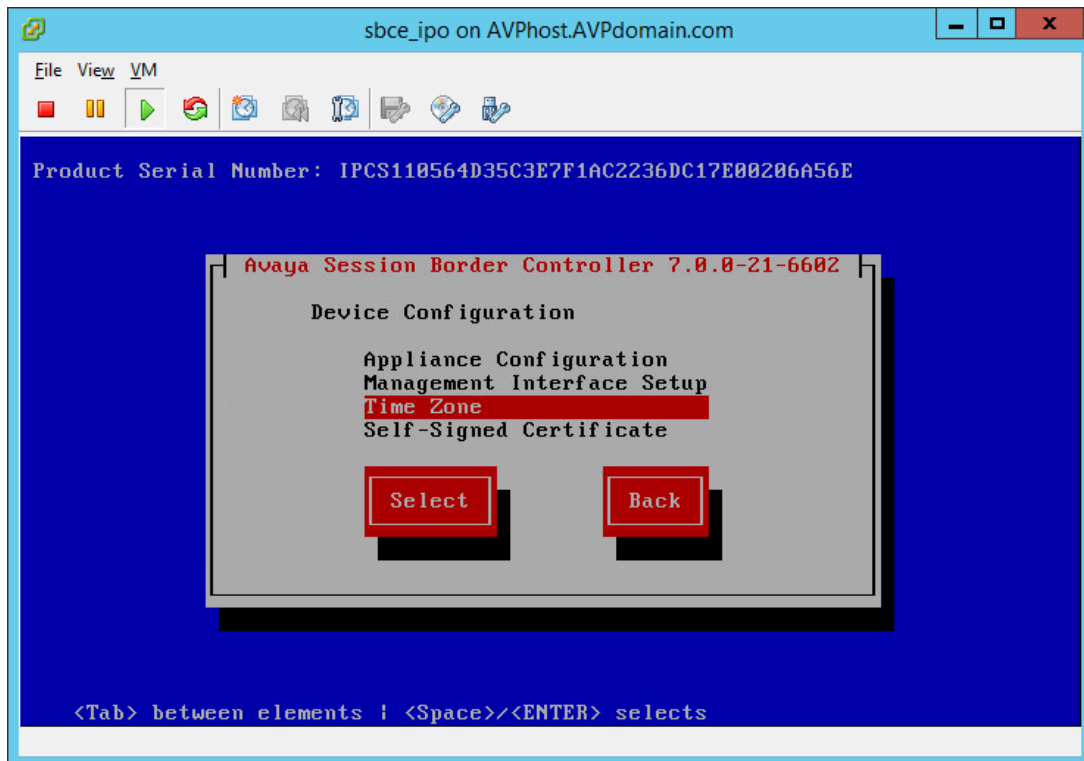 sbce_ipo on AVPhost.AVPdomain.com
File View VM
Product Serial Number: IPCS110564D35C3E7F1AC2236DC17E00206A56E
Avaya Session Border Controller 7.0.0-21-6602
Device Configuration
Appliance Configuration
Management Interface Setup
Time Zone
Self-Signed Certificate
Select Back
<Tab> between elements | <Space>/<ENTER> selects